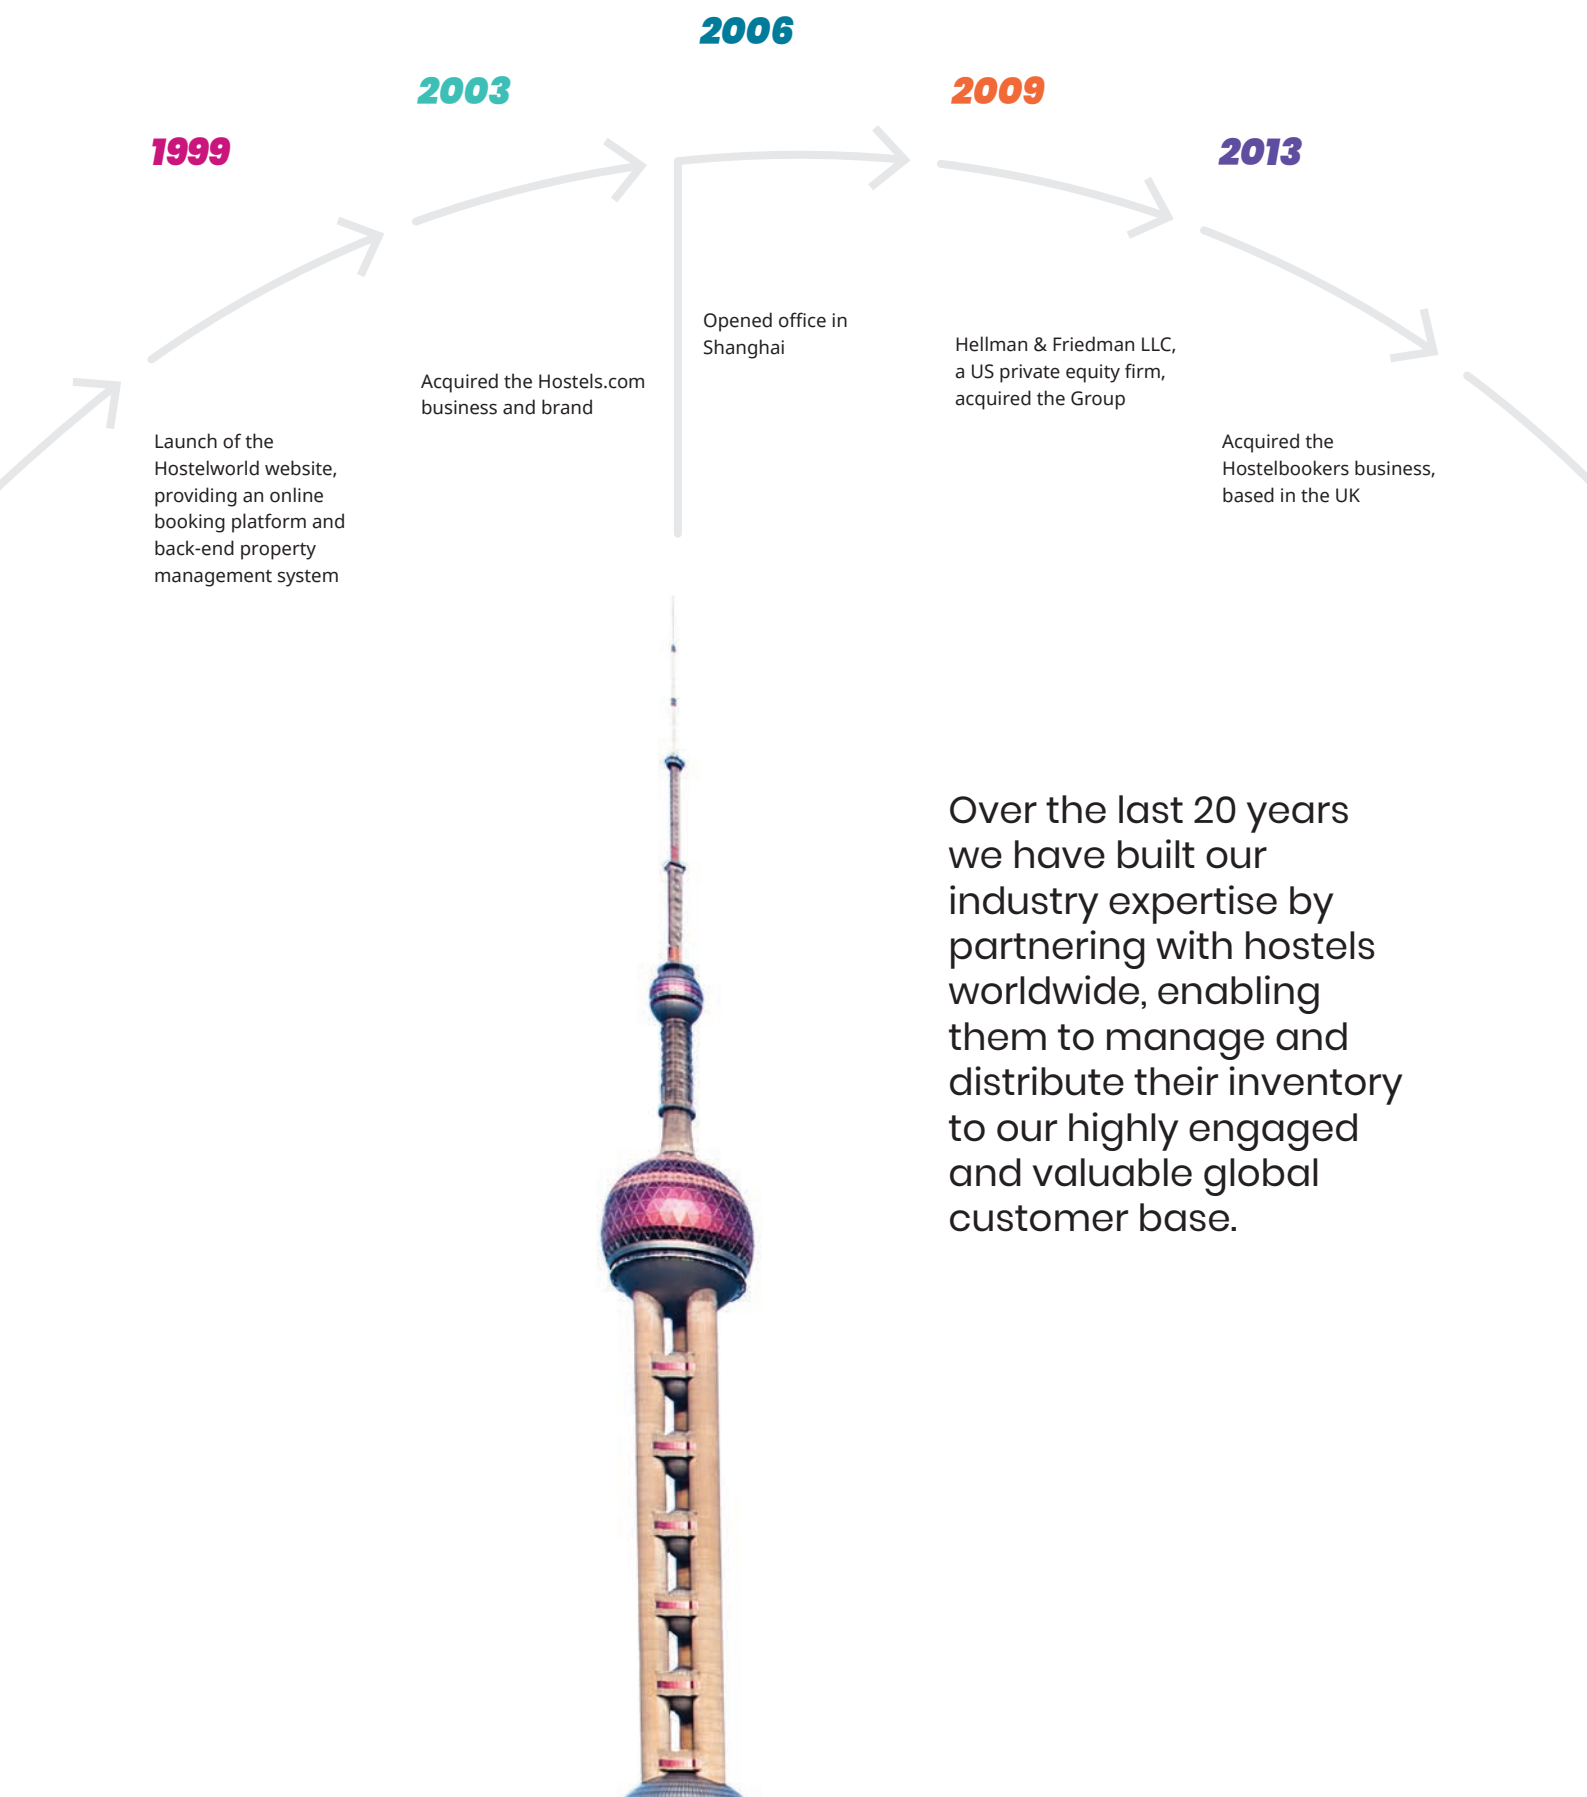 1999
Launch of the
Hostelworld website,
providing an online
booking platform and
back-end property
management system
2003
Acquired the Hostels.com
business and brand
2006
Opened office in
Shanghai
2009
Hellman & Friedman LLC,
a US private equity firm,
acquired the Group
2013
Acquired the
Hostelbookers business,
based in the UK
Over the last 20 years
we have built our
industry expertise by
partnering with hostels
worldwide, enabling
them to manage and
distribute their inventory
to our highly engaged
and valuable global
customer base.